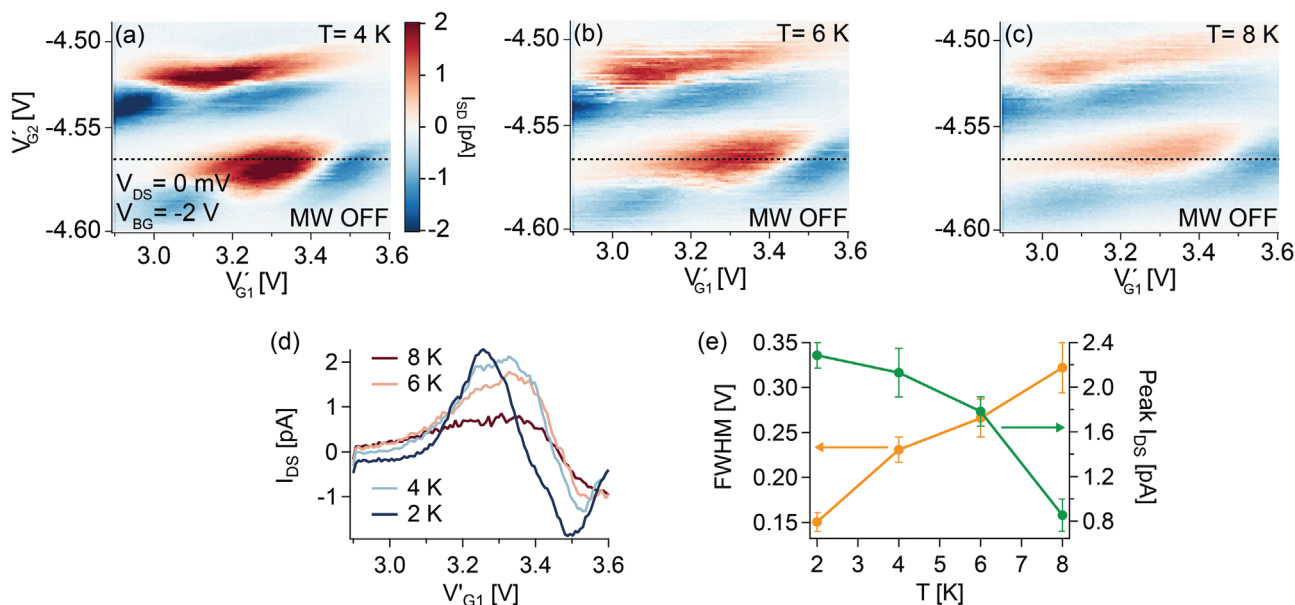 (a) T= 4 K
-4.50
-4.55
-4.60
V´G2 [V]
VDS= 0 mV
VBG= -2 V
MW OFF
3.0 3.2 3.4 3.6
V´G1 [V]
2
1
0
-1
-2
ISD [pA]
(b) T= 6 K
-4.50
-4.55
-4.60
MW OFF
3.0 3.2 3.4 3.6
V´G1 [V]
(c) T= 8 K
-4.50
-4.55
-4.60
MW OFF
3.0 3.2 3.4 3.6
V´G1 [V]
(d)
2
1
0
-1
IDS [pA]
8 K
6 K
4 K
2 K
3.0 3.2 3.4 3.6
V'G1 [V]
(e)
0.35
0.30
0.25
0.20
0.15
FWHM [V]
2.4
2.0
1.6
1.2
0.8
Peak IDS [pA]
2 3 4 5 6 7 8
T [K]